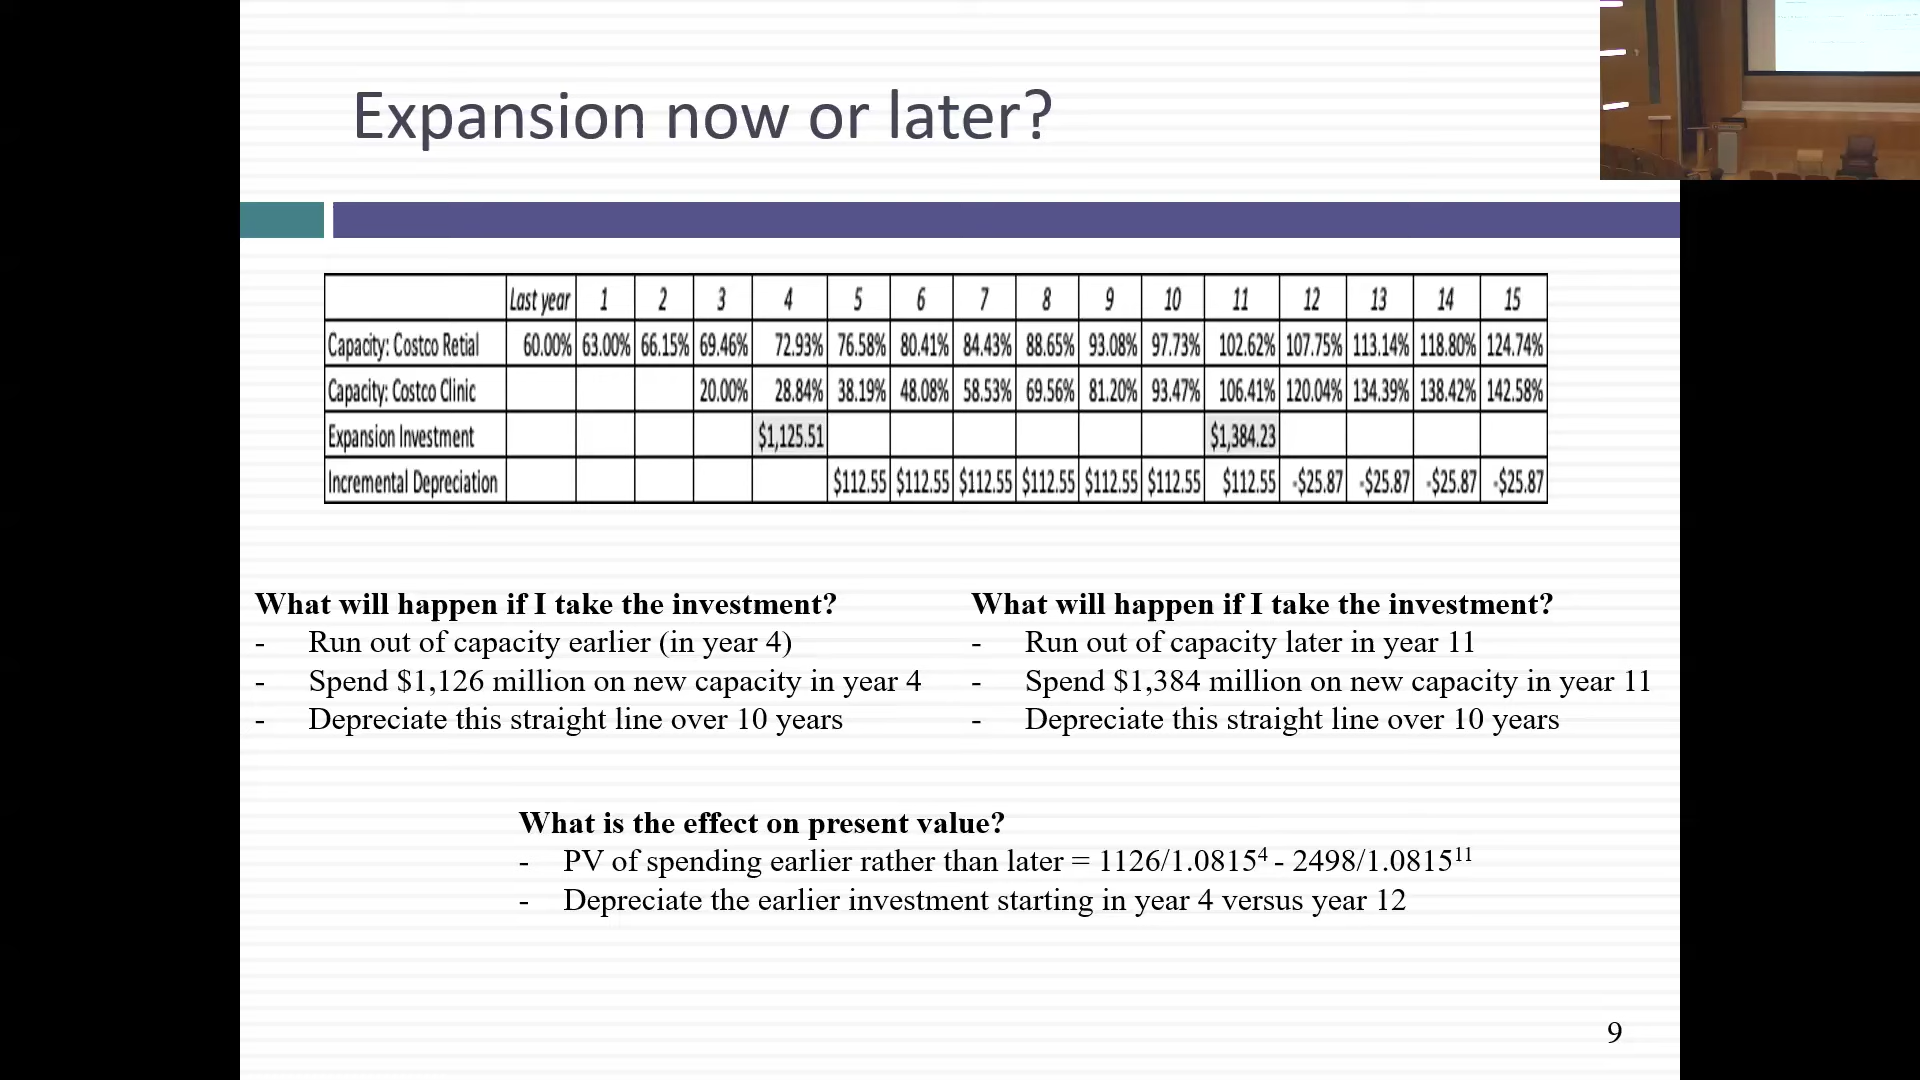 Expansion now or later?
Last year 1 2 3 4 5 6 7 8 9 10 11 12 13 14 15
Capacity: Costco Retial 60.00% 63.00% 66.15% 69.46% 72.93% 76.58% 80.41% 84.43% 88.65% 93.08% 97.73% 102.62% 107.75% 113.14% 118.80% 124.74%
Capacity: Costco Clinic 20.00% 28.84% 38.19% 48.08% 58.53% 69.56% 81.20% 93.47% 106.41% 120.04% 134.39% 138.42% 142.58%
Expansion Investment $1,125.51 $1,384.23
Incremental Depreciation $112.55 $112.55 $112.55 $112.55 $112.55 $112.55 $112.55 -$25.87 -$25.87 -$25.87 -$25.87
What will happen if I take the investment?
- Run out of capacity earlier (in year 4)
- Spend $1,126 million on new capacity in year 4
- Depreciate this straight line over 10 years
What will happen if I take the investment?
- Run out of capacity later in year 11
- Spend $1,384 million on new capacity in year 11
- Depreciate this straight line over 10 years
What is the effect on present value?
- PV of spending earlier rather than later = 1126/1.0815⁴ - 2498/1.0815¹¹
- Depreciate the earlier investment starting in year 4 versus year 12
9